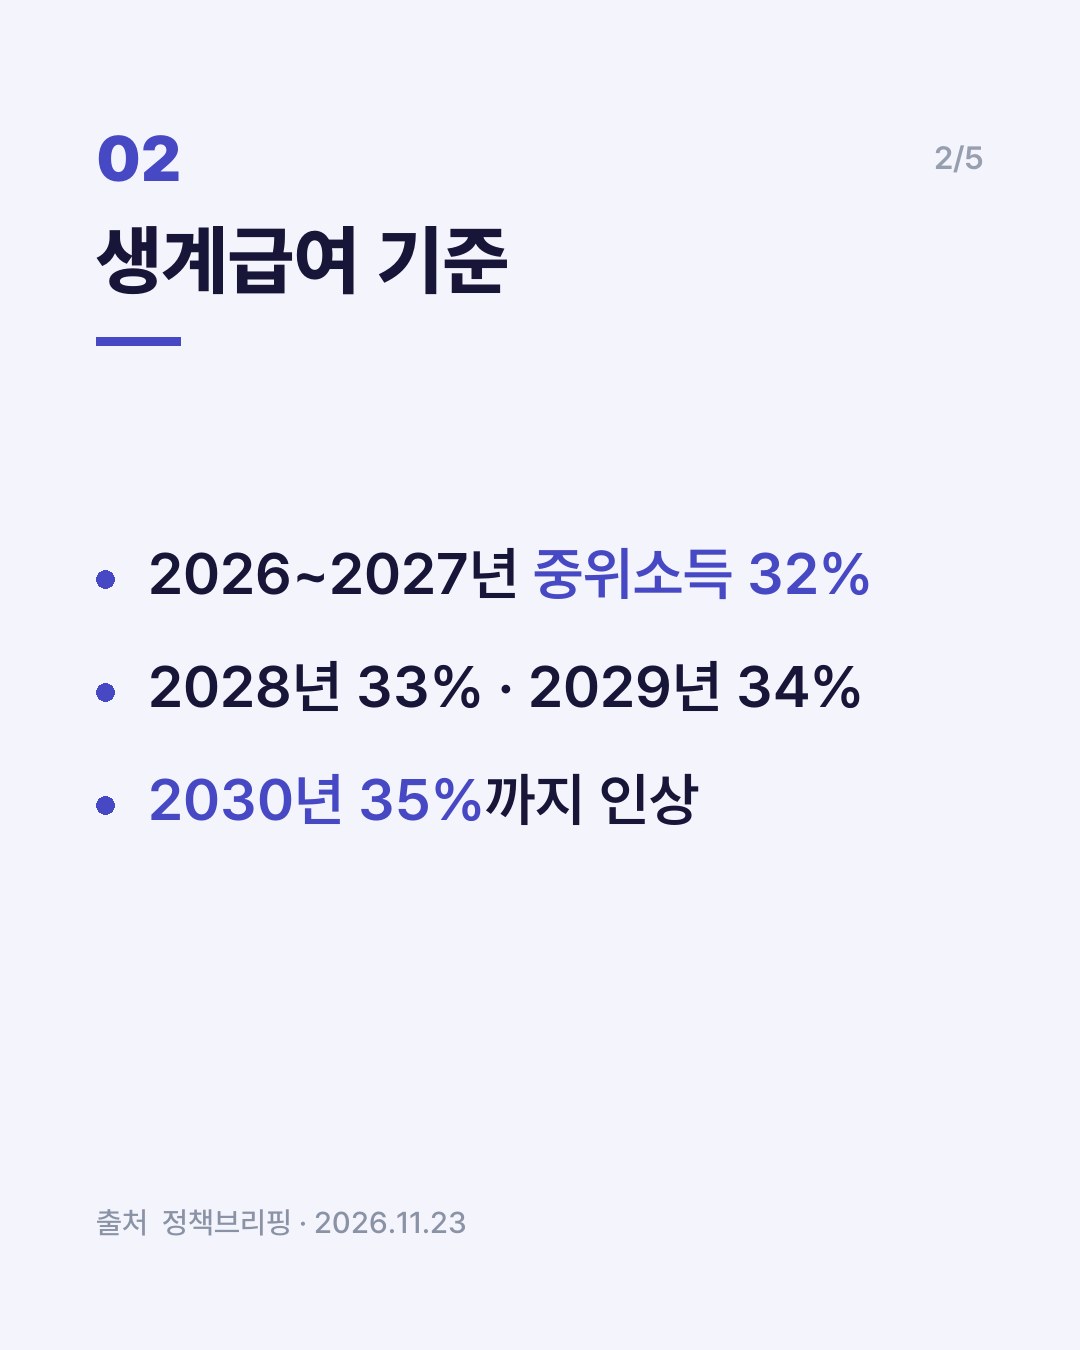 02
2/5
생계급여 기준
2026~2027년 중위소득 32%
2028년 33% · 2029년 34%
2030년 35%까지 인상
출처 정책브리핑 · 2026.11.23